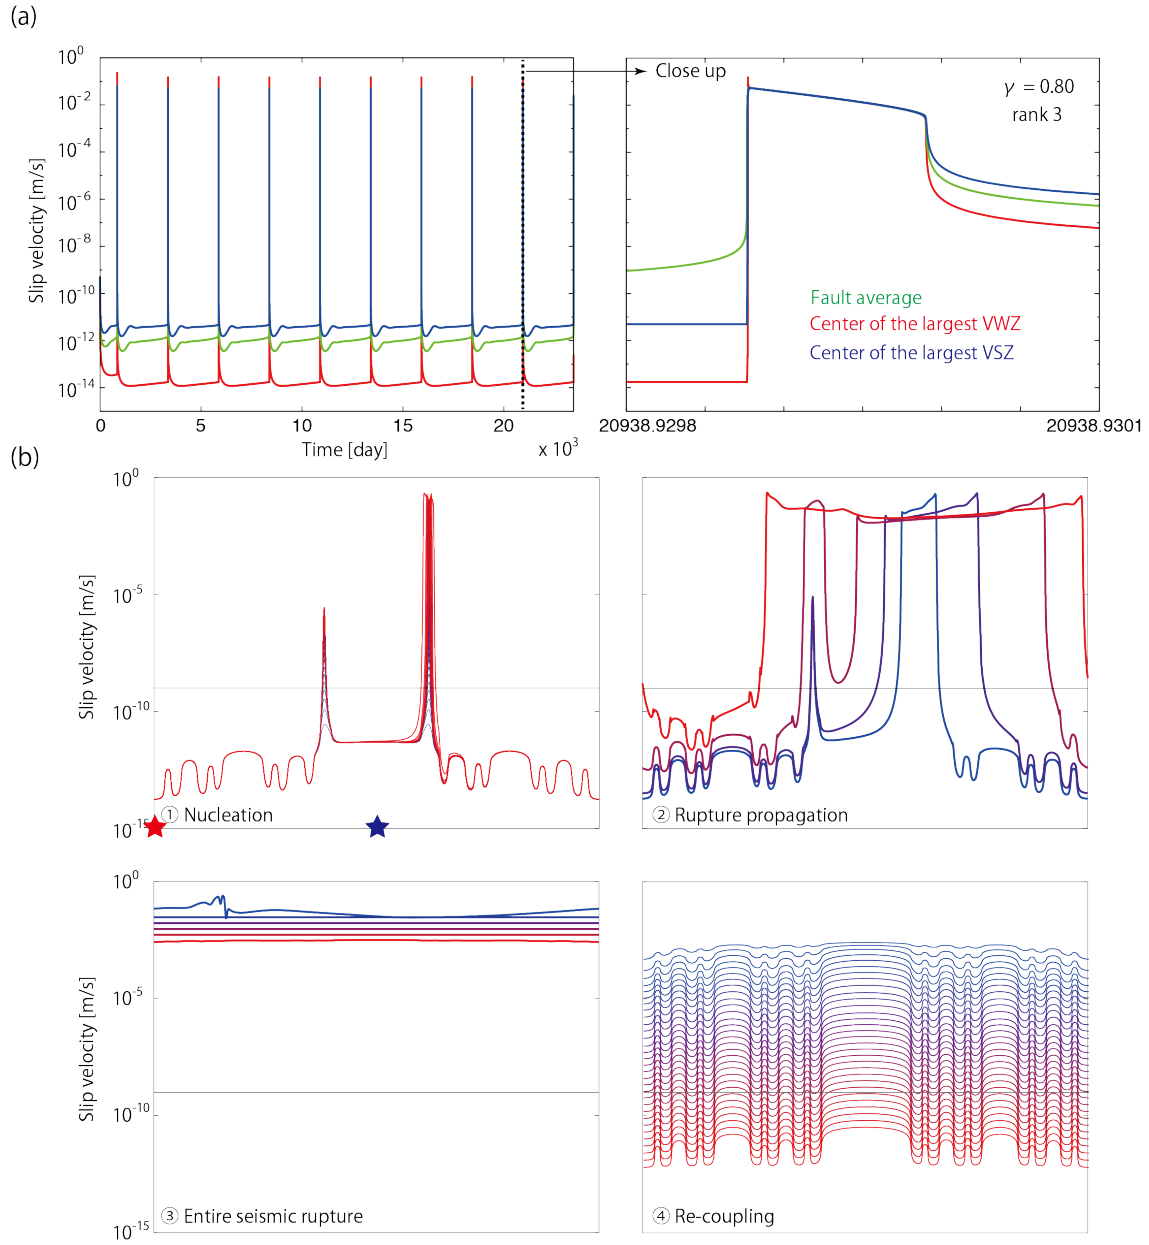 (a)
10^0
10^-2
10^-4
10^-6
10^-8
10^-10
10^-12
10^-14
Slip velocity [m/s]
0
5
10
15
20
Time [day]
x 10^3
Close up
γ = 0.80
rank 3
Fault average
Center of the largest VWZ
Center of the largest VSZ
20938.9298
20938.9301
(b)
10^0
10^-5
10^-10
10^-15
Slip velocity [m/s]
① Nucleation
② Rupture propagation
10^0
10^-5
10^-10
10^-15
Slip velocity [m/s]
③ Entire seismic rupture
④ Re-coupling